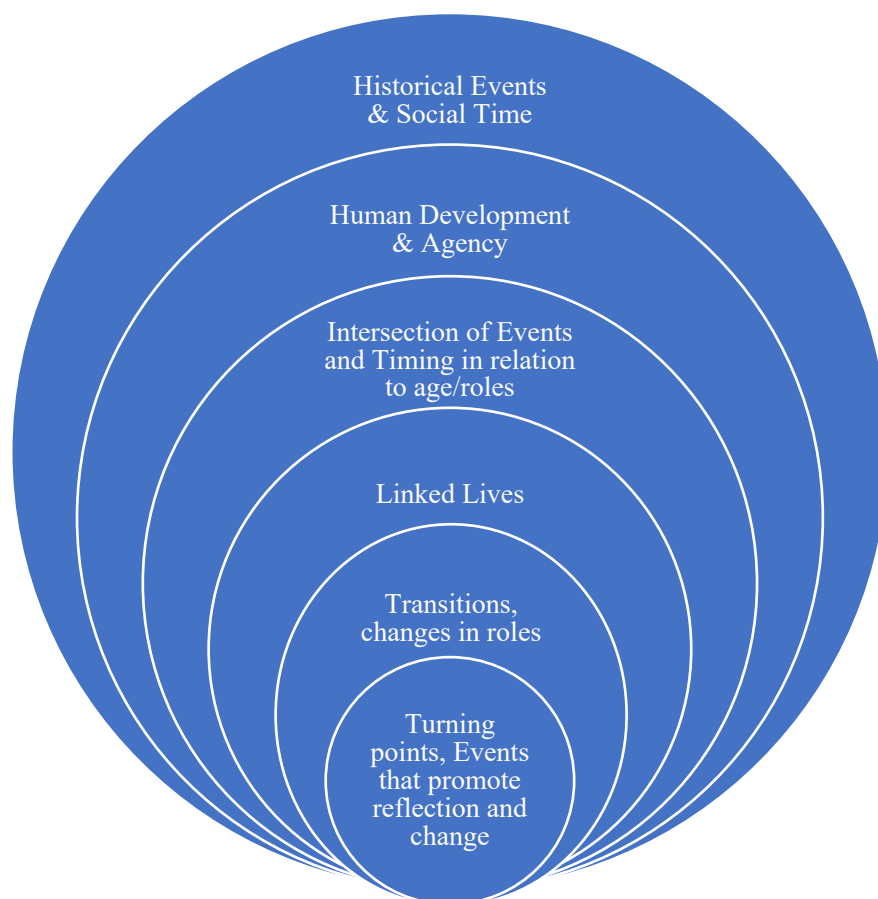 Historical Events
& Social Time
Human Development
& Agency
Intersection of Events
and Timing in relation
to age/roles
Linked Lives
Transitions,
changes in roles
Turning
points, Events
that promote
reflection and
change